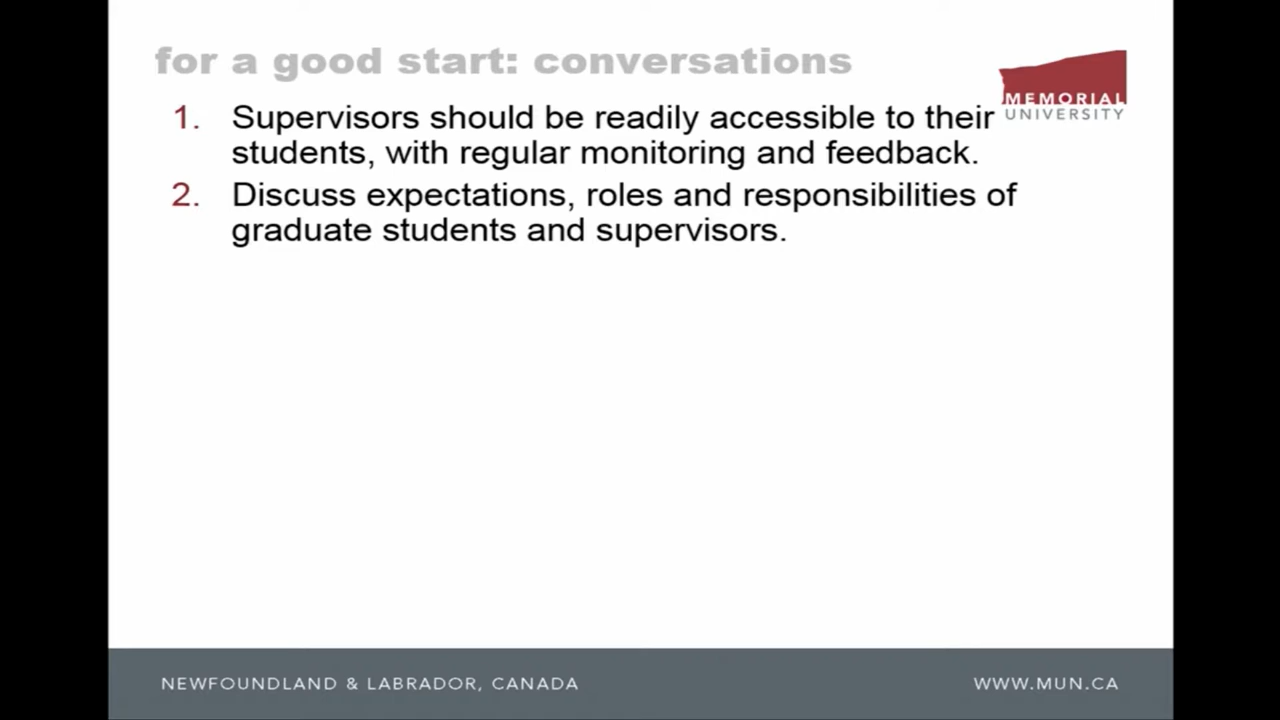 for a good start: conversations
MEMORIAL
UNIVERSITY
1. Supervisors should be readily accessible to their
students, with regular monitoring and feedback.
2. Discuss expectations, roles and responsibilities of
graduate students and supervisors.
NEWFOUNDLAND & LABRADOR, CANADA
WWW.MUN.CA